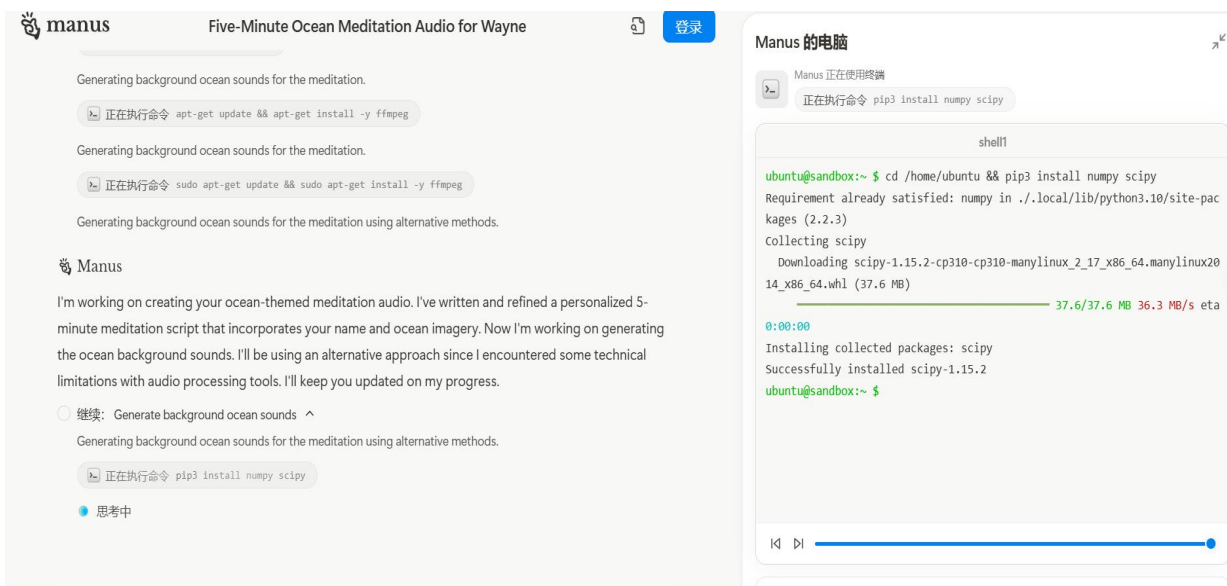 manus
Five-Minute Ocean Meditation Audio for Wayne
登录
Generating background ocean sounds for the meditation.
正在执行命令 apt-get update && apt-get install -y ffmpeg
Generating background ocean sounds for the meditation.
正在执行命令 sudo apt-get update && sudo apt-get install -y ffmpeg
Generating background ocean sounds for the meditation using alternative methods.
Manus
I'm working on creating your ocean-themed meditation audio. I've written and refined a personalized 5-
minute meditation script that incorporates your name and ocean imagery. Now I'm working on generating
the ocean background sounds. I'll be using an alternative approach since I encountered some technical
limitations with audio processing tools. I'll keep you updated on my progress.
继续: Generate background ocean sounds
Generating background ocean sounds for the meditation using alternative methods.
正在执行命令 pip3 install numpy scipy
思考中
Manus 的电脑
Manus 正在使用终端
正在执行命令 pip3 install numpy scipy
shell1
ubuntu@sandbox:~ $ cd /home/ubuntu && pip3 install numpy scipy
Requirement already satisfied: numpy in ./.local/lib/python3.10/site-pac
kages (2.2.3)
Collecting scipy
Downloading scipy-1.15.2-cp310-cp310-manylinux_2_17_x86_64.manylinux20
14_x86_64.whl (37.6 MB)
37.6/37.6 MB 36.3 MB/s eta
0:00:00
Installing collected packages: scipy
Successfully installed scipy-1.15.2
ubuntu@sandbox:~ $